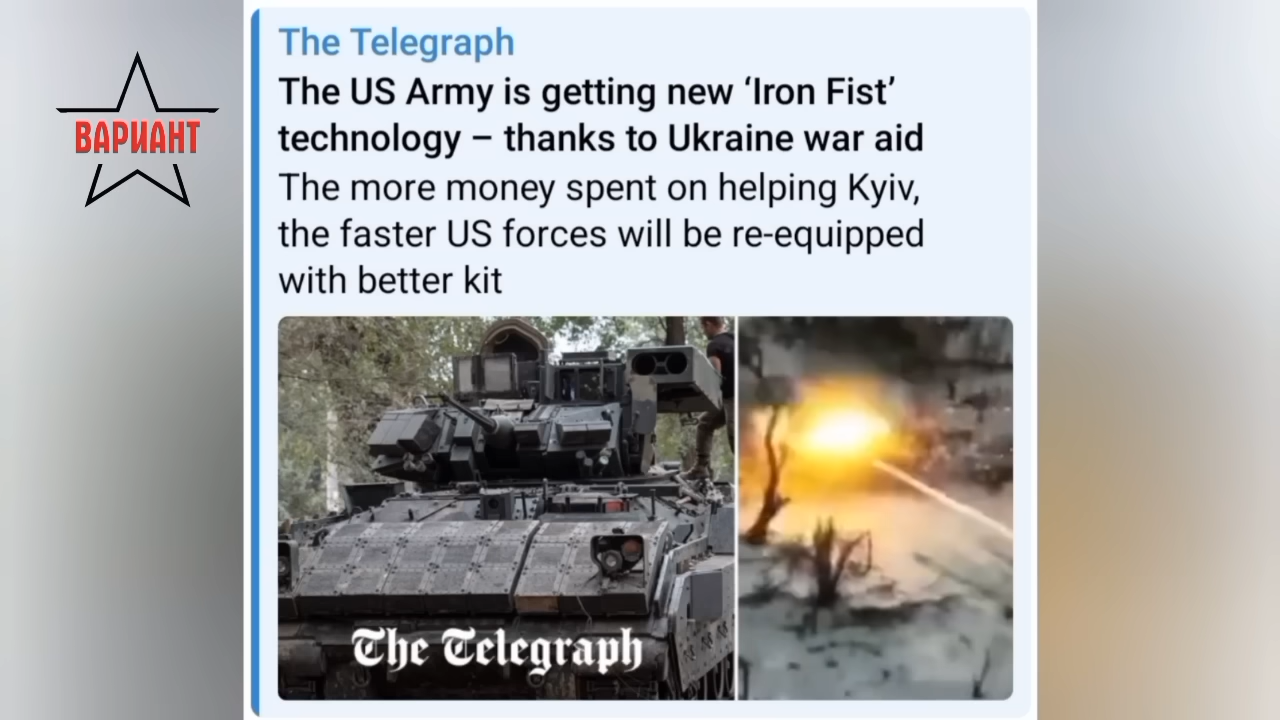 ВАРИАНТ
The Telegraph
The US Army is getting new ‘Iron Fist’
technology – thanks to Ukraine war aid
The more money spent on helping Kyiv,
the faster US forces will be re-equipped
with better kit
The Telegraph